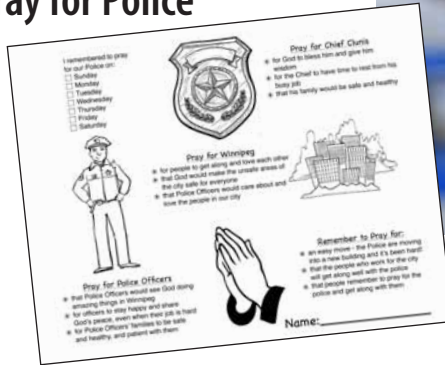 ay for Police
I remembered to pray
for our Police on:
Sunday
Monday
Tuesday
Wednesday
Thursday
Friday
Saturday
Pray for Chief Clunis
for God to bless him and give him
wisdom
for the Chief to have time to rest from his
busy job
that his family would be safe and healthy
Pray for Winnipeg
for people to get along and love each other
that God would make the unsafe areas of
the city safe for everyone
that Police Officers would care about and
love the people in our city
Pray for Police Officers
that Police Officers would see God doing
amazing things in Winnipeg
for officers to stay happy and share
God's peace, even when their job is hard
for Police Officers' families to be safe
and healthy, and patient with them
Remember to Pray for:
an easy move - the Police are moving
into a new building and it's been hard!
that the people who work for the city
will get along well with the police
that people remember to pray for the
police and get along with them
Name: